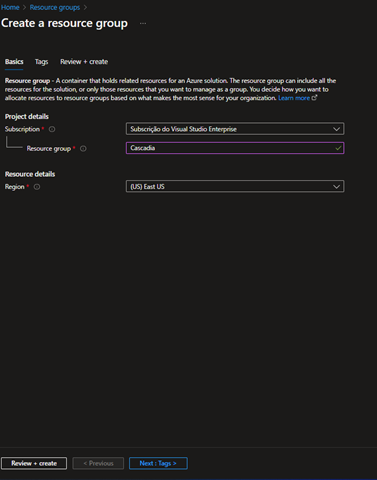 Home > Resource groups >
Create a resource group ...
Basics Tags Review + create
Resource group - A container that holds related resources for an Azure solution. The resource group can include all the
resources for the solution, or only those resources that you want to manage as a group. You decide how you want to
allocate resources to resource groups based on what makes the most sense for your organization. Learn more
Project details
Subscription * Subscrição do Visual Studio Enterprise
Resource group * Cascadia
Resource details
Region * (US) East US
Review + create < Previous Next : Tags >